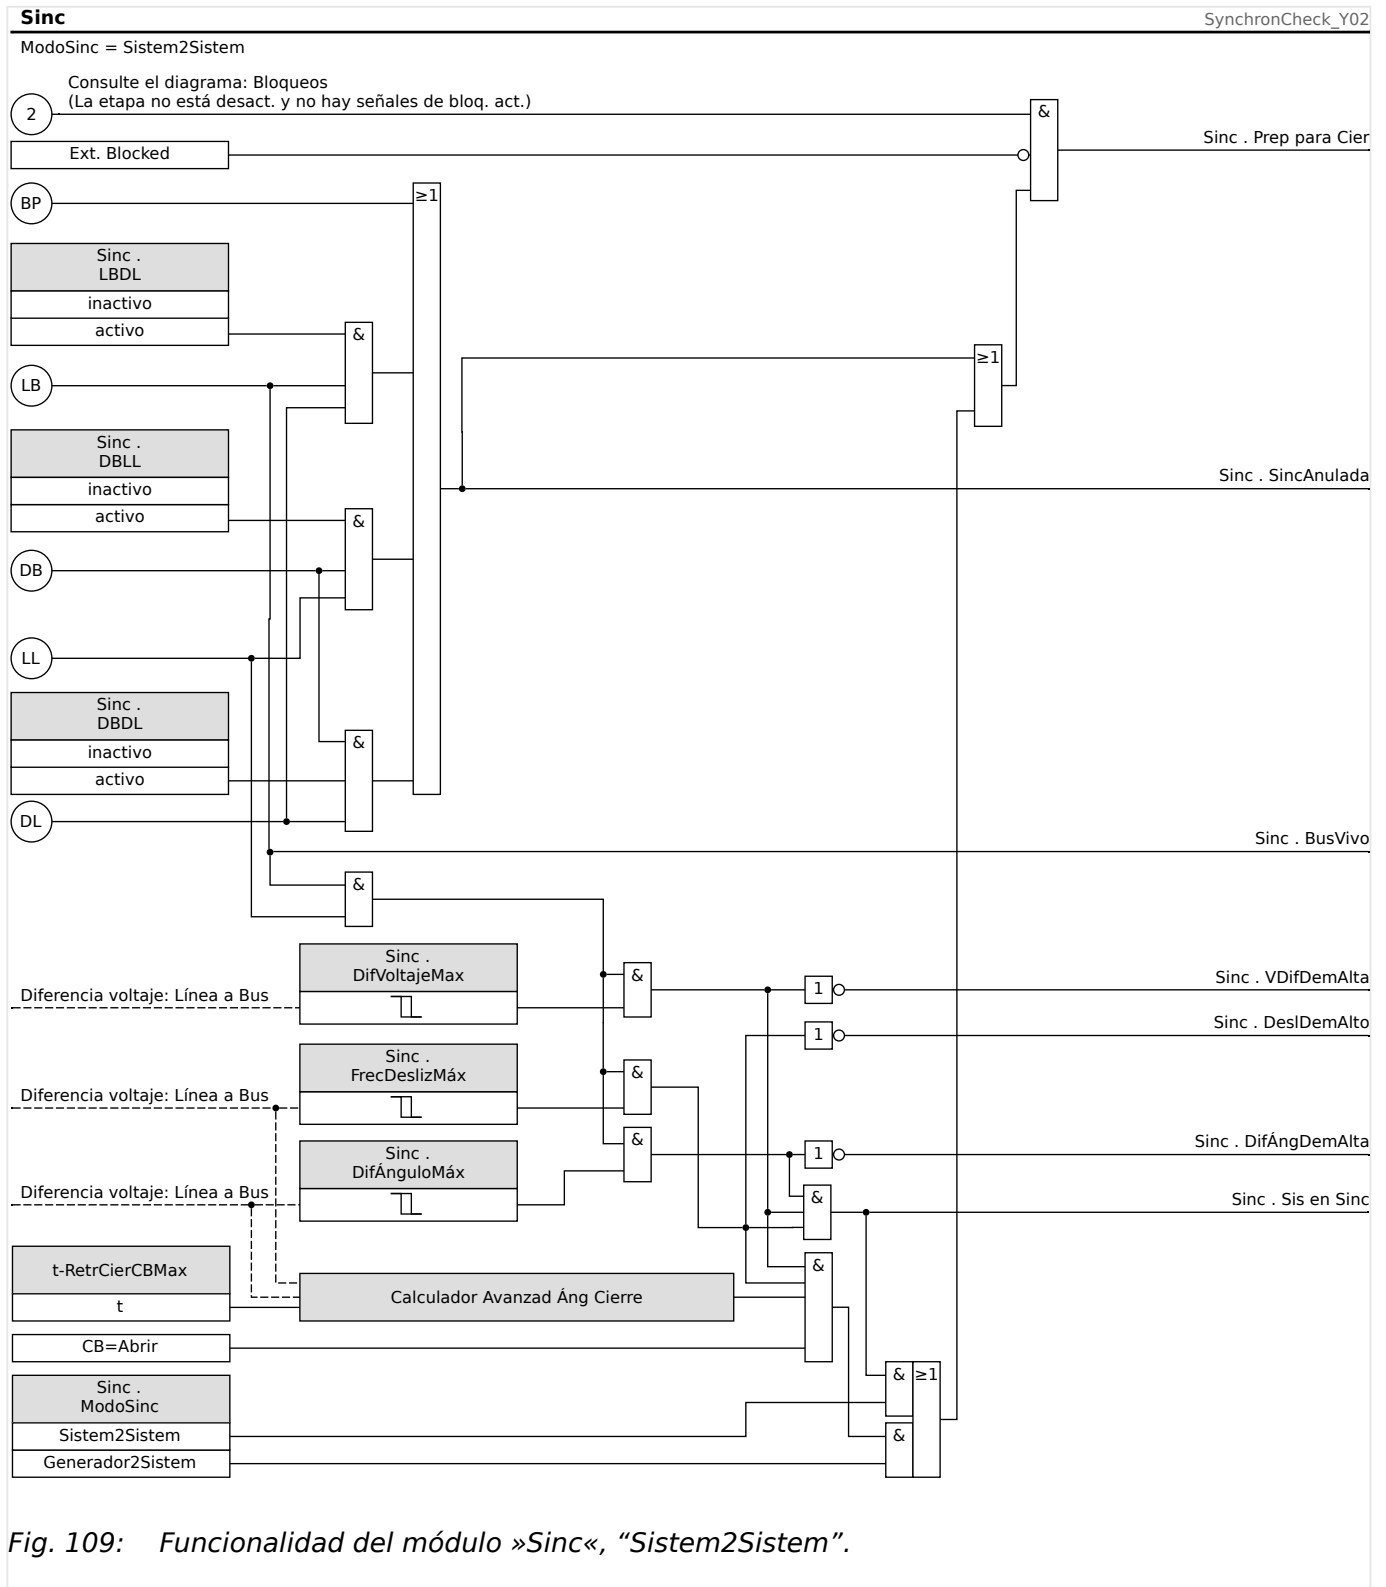 Sinc
SynchronCheck_Y02
ModoSinc = Sistem2Sistem
Consulte el diagrama: Bloqueos
(La etapa no está desact. y no hay señales de bloq. act.)
2
&
Sinc . Prep para Cier
Ext. Blocked
BP
≥1
Sinc .
LBDL
inactivo
activo
&
≥1
LB
Sinc .
DBLL
inactivo
activo
&
Sinc . SincAnulada
DB
LL
Sinc .
DBDL
inactivo
activo
&
DL
Sinc . BusVivo
&
Sinc .
DifVoltajeMax
Diferencia voltaje: Línea a Bus
&
1
Sinc . VDifDemAlta
1
Sinc . DeslDemAlto
Sinc .
FrecDeslizMáx
Diferencia voltaje: Línea a Bus
&
Sinc .
DifÁnguloMáx
Diferencia voltaje: Línea a Bus
&
1
Sinc . DifÁngDemAlta
&
Sinc . Sis en Sinc
t-RetrCierCBMax
t
Calculador Avanzad Áng Cierre
&
CB=Abrir
Sinc .
ModoSinc
Sistem2Sistem
Generador2Sistem
&
≥1
&
Fig. 109: Funcionalidad del módulo »Sinc«, “Sistem2Sistem”.